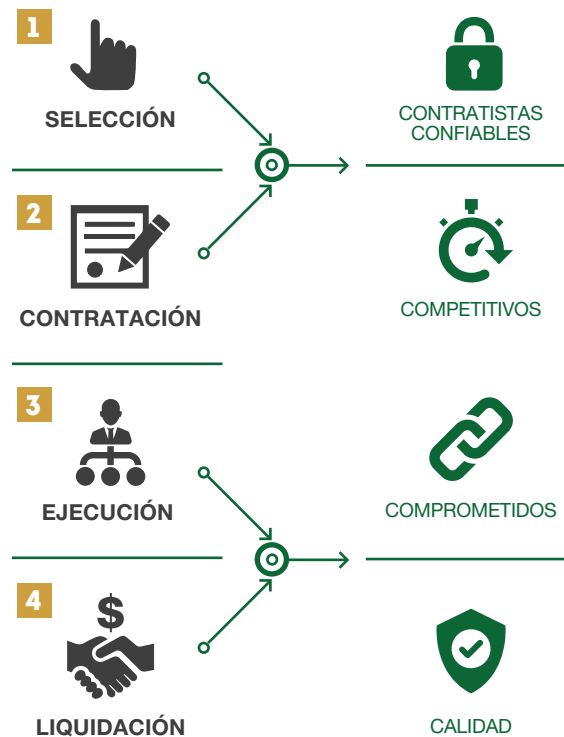 1
SELECCIÓN
CONTRATISTAS
CONFIABLES
2
CONTRATACIÓN
COMPETITIVOS
3
EJECUCIÓN
COMPROMETIDOS
4
$
LIQUIDACIÓN
CALIDAD